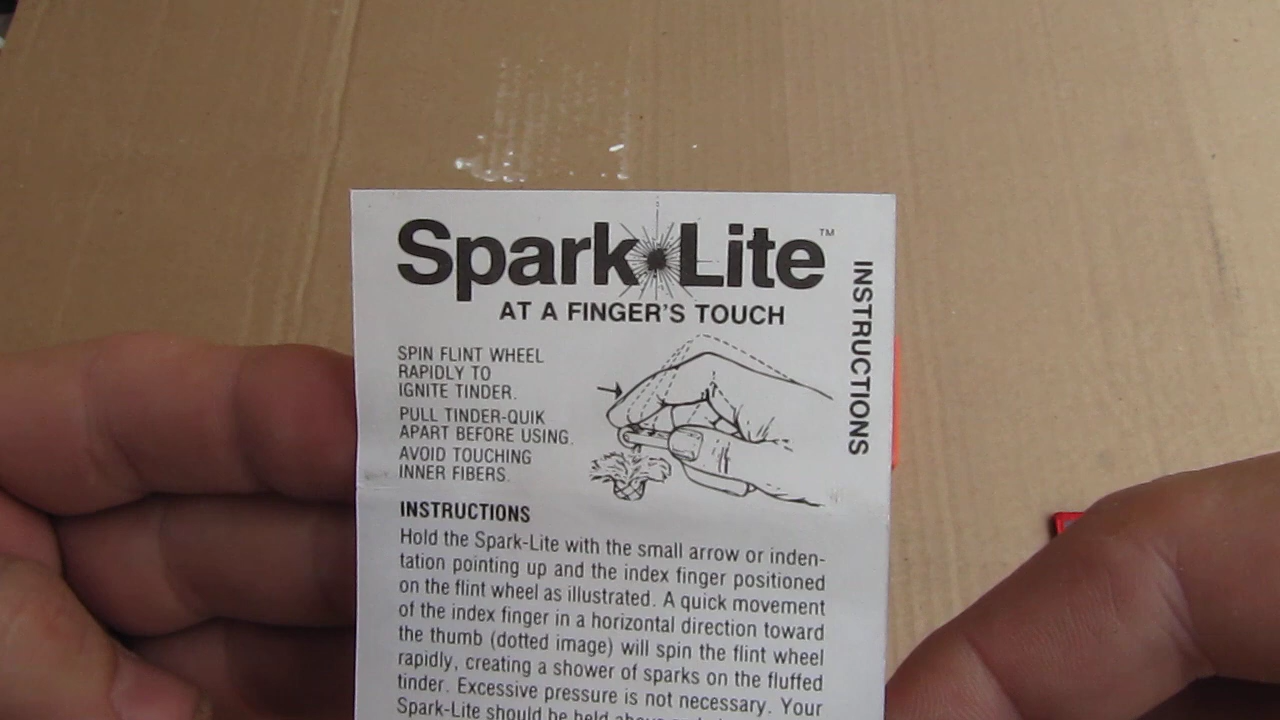 Spark Lite™
AT A FINGER'S TOUCH
INSTRUCTIONS
SPIN FLINT WHEEL
RAPIDLY TO
IGNITE TINDER.
PULL TINDER-QUIK
APART BEFORE USING.
AVOID TOUCHING
INNER FIBERS.
INSTRUCTIONS
Hold the Spark-Lite with the small arrow or inden-
tation pointing up and the index finger positioned
on the flint wheel as illustrated. A quick movement
of the index finger in a horizontal direction toward
the thumb (dotted image) will spin the flint wheel
rapidly, creating a shower of sparks on the fluffed
tinder. Excessive pressure is not necessary. Your
Spark-Lite should be held